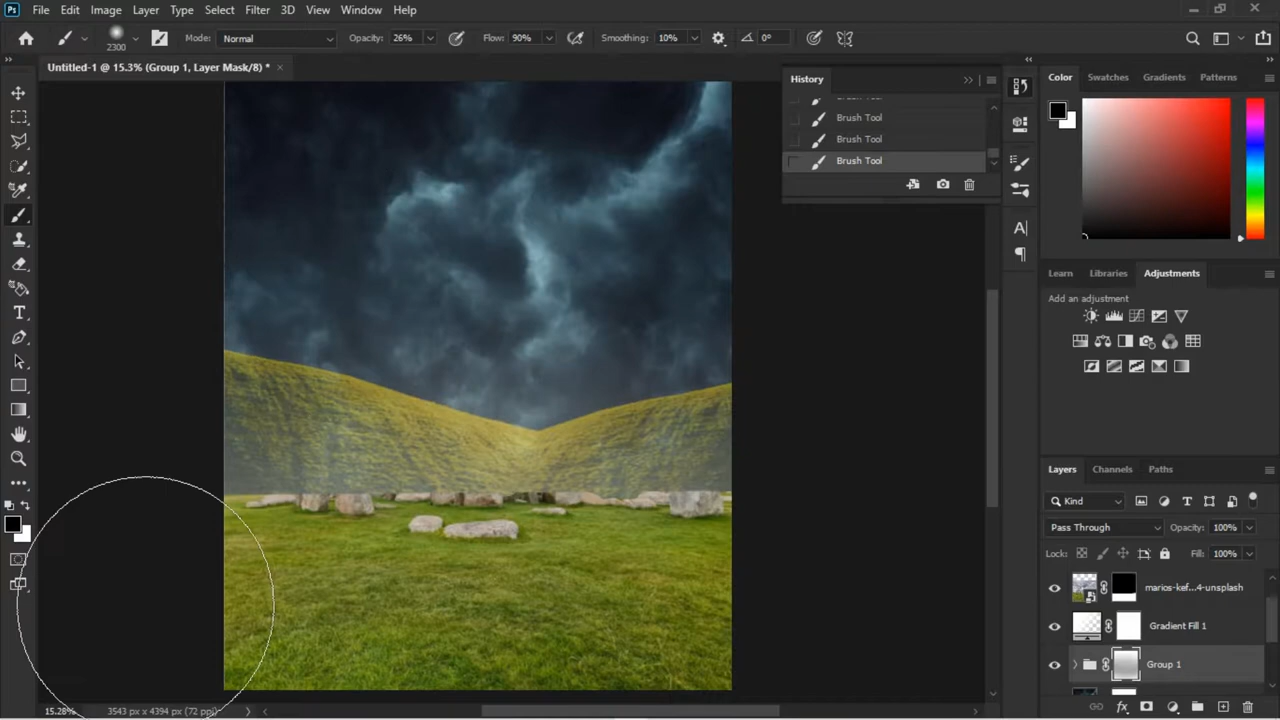 Ps File Edit Image Layer Type Select Filter 3D View Window Help
2300 Mode: Normal Opacity: 26% Flow: 90% Smoothing: 10% 0°
Untitled-1 @ 15.3% (Group 1, Layer Mask/8) * ×
History
Brush Tool
Brush Tool
Brush Tool
Color Swatches Gradients Patterns
Learn Libraries Adjustments
Add an adjustment
Layers Channels Paths
Kind
Pass Through Opacity: 100%
Lock: Fill: 100%
marios-kef...4-unsplash
Gradient Fill 1
Group 1
15.28% 3543 px x 4394 px (72 ppi)